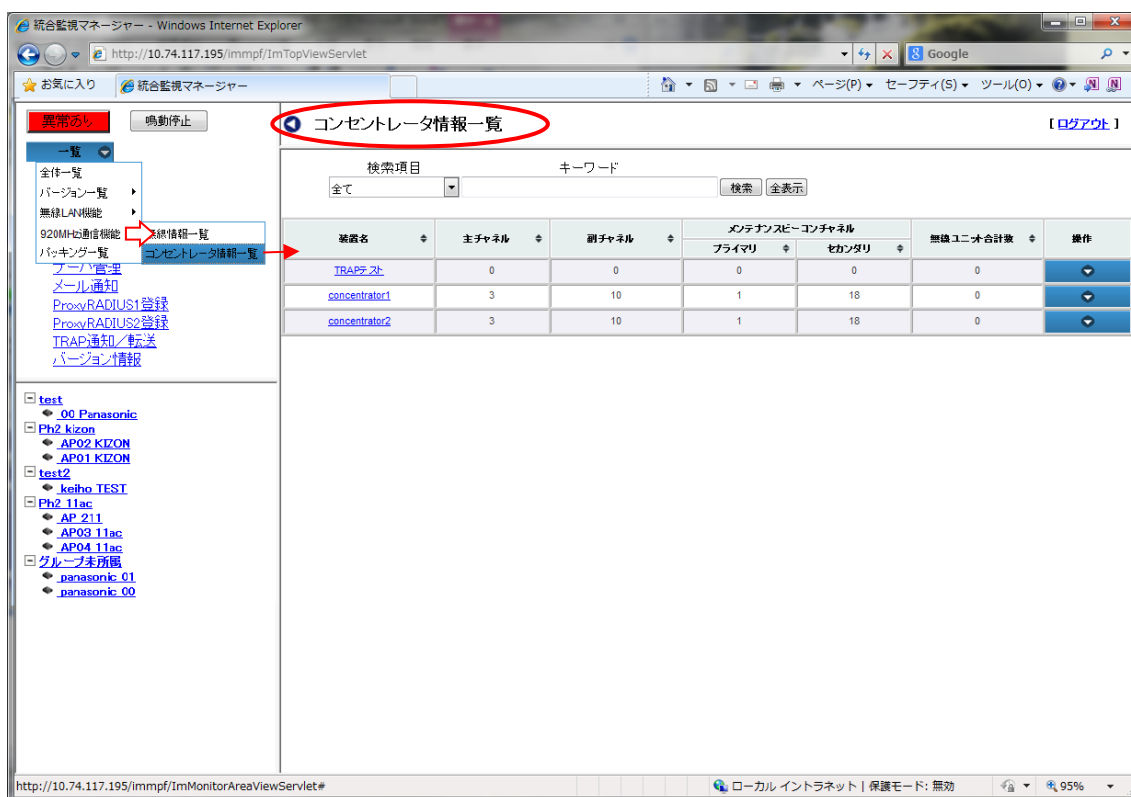 統合監視マネージャー - Windows Internet Explorer
http://10.74.117.195/immpf/ImTopViewServlet
Google
お気に入り
統合監視マネージャー
ページ(P)
セーフティ(S)
ツール(O)
異常あり
鳴動停止
コンセントレータ情報一覧
[ ログアウト ]
一覧
全体一覧
バージョン一覧
無線LAN機能
920MHz通信機能
パッキング一覧
無線情報一覧
コンセントレータ情報一覧
検索項目
キーワード
全て
検索
全表示
装置名
主チャネル
副チャネル
メンテナンスビーコンチャネル
プライマリ
セカンダリ
無線ユニット合計数
操作
TRAPテスト 0 0 0 0 0
concentrator1 3 10 1 18 0
concentrator2 3 10 1 18 0
メール通知
ProxyRADIUS1登録
ProxyRADIUS2登録
TRAP通知/転送
バージョン情報
test
00 Panasonic
Ph2 kizon
AP02 KIZON
AP01 KIZON
test2
keiho TEST
Ph2 11ac
AP 211
AP03 11ac
AP04 11ac
グループ未所属
panasonic 01
panasonic 00
http://10.74.117.195/immpf/ImMonitorAreaViewServlet#
ローカル イントラネット | 保護モード: 無効
95%